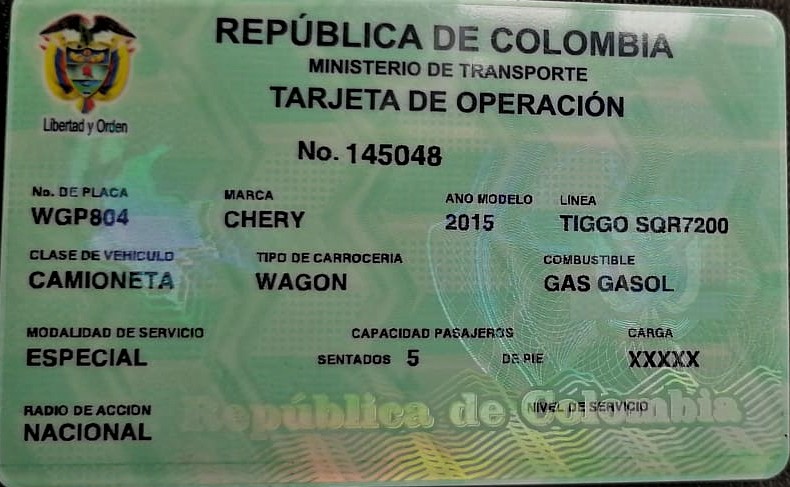 REPÚBLICA DE COLOMBIA
MINISTERIO DE TRANSPORTE
TARJETA DE OPERACIÓN
Libertad y Orden
No. 145048
No. DE PLACA MARCA ANO MODELO LINEA
WGP804 CHERY 2015 TIGGO SQR7200
CLASE DE VEHICULO TIPO DE CARROCERIA COMBUSTIBLE
CAMIONETA WAGON GAS GASOL
MODALIDAD DE SERVICIO CAPACIDAD PASAJEROS CARGA
ESPECIAL SENTADOS 5 DE PIE XXXXX
RADIO DE ACCION NIVEL DE SERVICIO
República de Colombia
NACIONAL